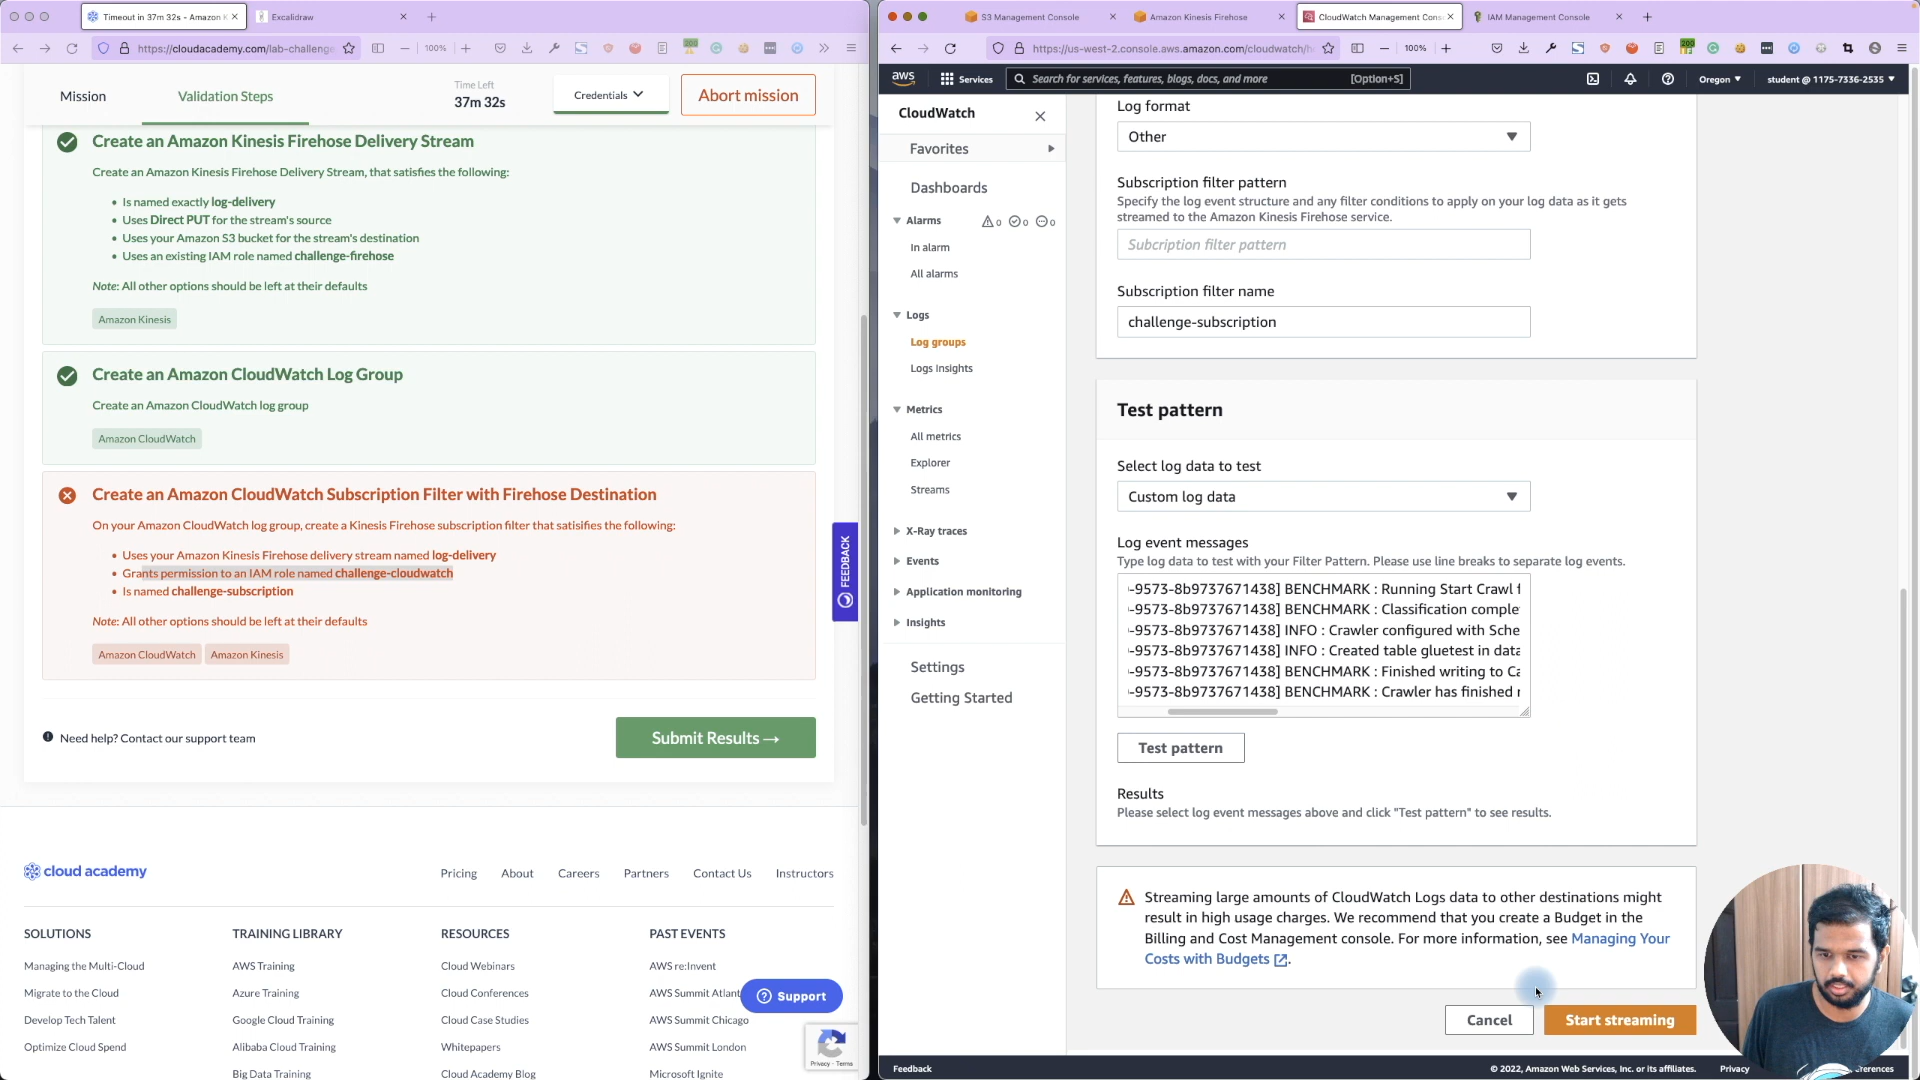 Timeout in 37m 32s - Amazon K
Excalidraw
https://cloudacademy.com/lab-challenge
100%
200
Mission
Validation Steps
Time Left
37m 32s
Credentials
Abort mission
Create an Amazon Kinesis Firehose Delivery Stream
Create an Amazon Kinesis Firehose Delivery Stream, that satisfies the following:
• Is named exactly log-delivery
• Uses Direct PUT for the stream's source
• Uses your Amazon S3 bucket for the stream's destination
• Uses an existing IAM role named challenge-firehose
Note: All other options should be left at their defaults
Amazon Kinesis
Create an Amazon CloudWatch Log Group
Create an Amazon CloudWatch log group
Amazon CloudWatch
Create an Amazon CloudWatch Subscription Filter with Firehose Destination
On your Amazon CloudWatch log group, create a Kinesis Firehose subscription filter that satisfies the following:
• Uses your Amazon Kinesis Firehose delivery stream named log-delivery
• Grants permission to an IAM role named challenge-cloudwatch
• Is named challenge-subscription
Note: All other options should be left at their defaults
Amazon CloudWatch
Amazon Kinesis
FEEDBACK
Need help? Contact our support team
Submit Results →
cloud academy
Pricing
About
Careers
Partners
Contact Us
Instructors
SOLUTIONS
TRAINING LIBRARY
RESOURCES
PAST EVENTS
Managing the Multi-Cloud
AWS Training
Cloud Webinars
AWS re:Invent
Migrate to the Cloud
Azure Training
Cloud Conferences
AWS Summit Atlant
Develop Tech Talent
Google Cloud Training
Cloud Case Studies
AWS Summit Chicago
Optimize Cloud Spend
Alibaba Cloud Training
Whitepapers
AWS Summit London
Big Data Training
Cloud Academy Blog
Microsoft Ignite
Support
Privacy - Terms
S3 Management Console
Amazon Kinesis Firehose
CloudWatch Management Cons
IAM Management Console
https://us-west-2.console.aws.amazon.com/cloudwatch/h
100%
200
aws
Services
Search for services, features, blogs, docs, and more
[Option+S]
Oregon
student @ 1175-7336-2535
CloudWatch
Favorites
Dashboards
Alarms
0
0
0
In alarm
All alarms
Logs
Log groups
Logs Insights
Metrics
All metrics
Explorer
Streams
X-Ray traces
Events
Application monitoring
Insights
Settings
Getting Started
Log format
Other
Subscription filter pattern
Specify the log event structure and any filter conditions to apply on your log data as it gets
streamed to the Amazon Kinesis Firehose service.
Subcription filter pattern
Subscription filter name
challenge-subscription
Test pattern
Select log data to test
Custom log data
Log event messages
Type log data to test with your Filter Pattern. Please use line breaks to separate log events.
-9573-8b9737671438] BENCHMARK : Running Start Crawl f
-9573-8b9737671438] BENCHMARK : Classification comple
-9573-8b9737671438] INFO : Crawler configured with Sche
-9573-8b9737671438] INFO : Created table gluetest in data
-9573-8b9737671438] BENCHMARK : Finished writing to Ca
-9573-8b9737671438] BENCHMARK : Crawler has finished r
Test pattern
Results
Please select log event messages above and click "Test pattern" to see results.
Streaming large amounts of CloudWatch Logs data to other destinations might
result in high usage charges. We recommend that you create a Budget in the
Billing and Cost Management console. For more information, see Managing Your
Costs with Budgets.
Cancel
Start streaming
Feedback
© 2022, Amazon Web Services, Inc. or its affiliates.
Privacy
erences